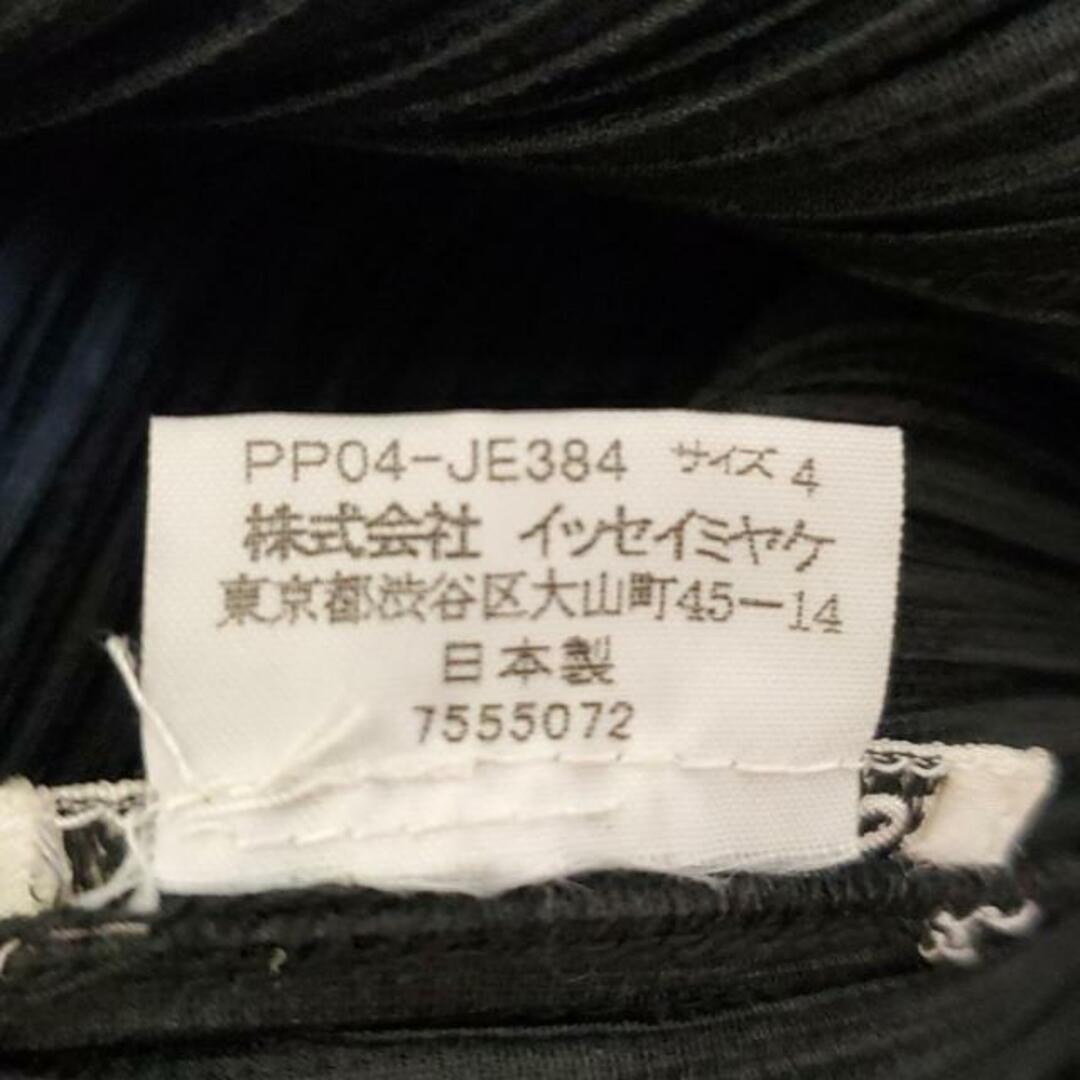 PP04-JE384 サイズ 4
株式会社 イッセイミヤケ
東京都渋谷区大山町45-14
日本製
7555072